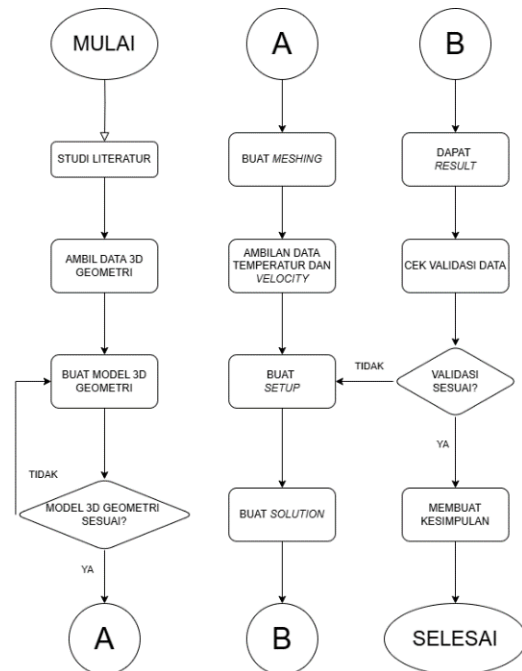 MULAI
STUDI LITERATUR
AMBIL DATA 3D
GEOMETRI
BUAT MODEL 3D
GEOMETRI
TIDAK
MODEL 3D GEOMETRI
SESUAI?
YA
A
A
BUAT MESHING
AMBILAN DATA
TEMPERATUR DAN
VELOCITY
BUAT
SETUP
BUAT SOLUTION
B
B
DAPAT
RESULT
CEK VALIDASI DATA
VALIDASI
SESUAI?
TIDAK
YA
MEMBUAT
KESIMPULAN
SELESAI